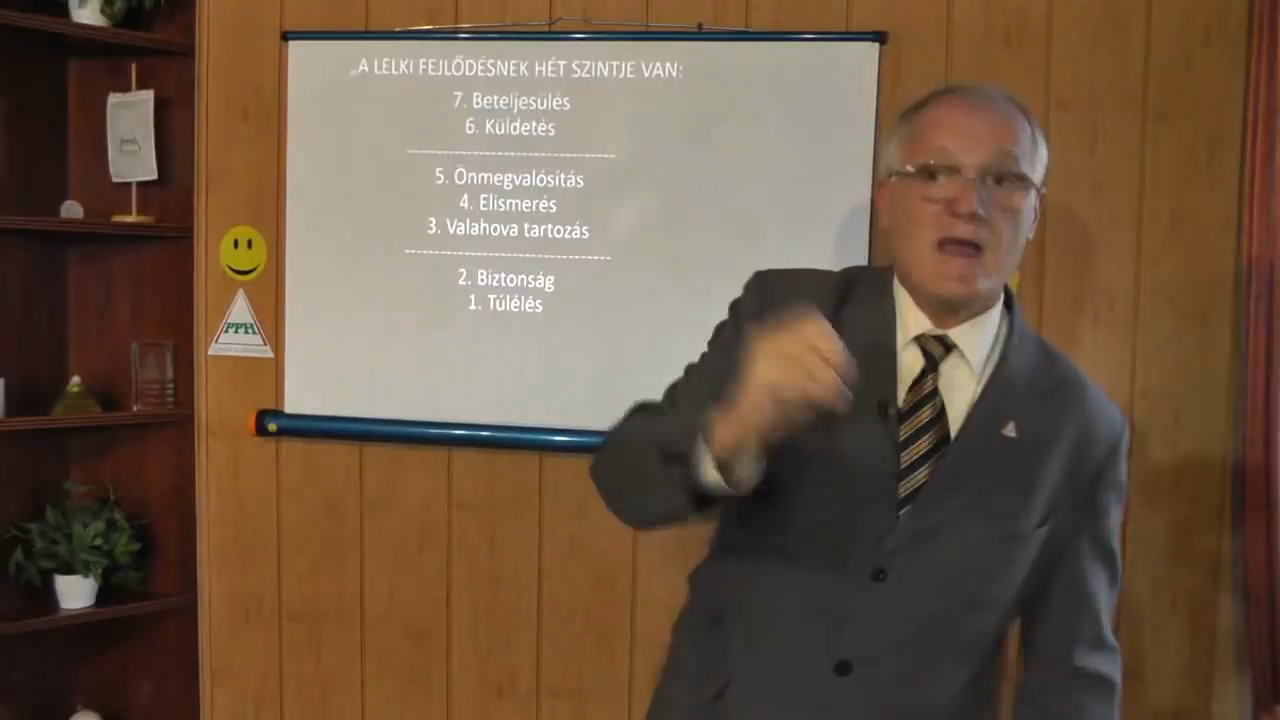 „A LELKI FEJLŐDÉSNEK HÉT SZINTJE VAN:
7. Beteljesülés
6. Küldetés
5. Önmegvalósítás
4. Elismerés
3. Valahova tartozás
2. Biztonság
1. Túlélés
PPH